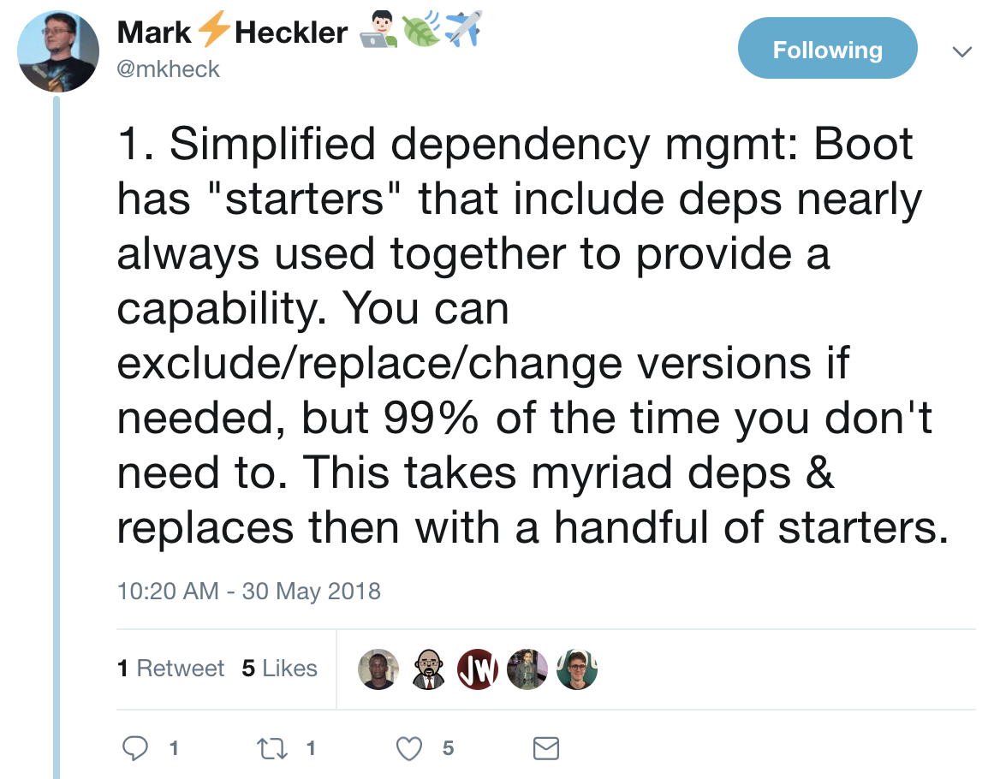 Mark⚡Heckler 👨🏻‍💻🍃✈️
@mkheck
Following
1. Simplified dependency mgmt: Boot
has "starters" that include deps nearly
always used together to provide a
capability. You can
exclude/replace/change versions if
needed, but 99% of the time you don't
need to. This takes myriad deps &
replaces then with a handful of starters.
10:20 AM - 30 May 2018
1 Retweet 5 Likes
JW
1 1 5